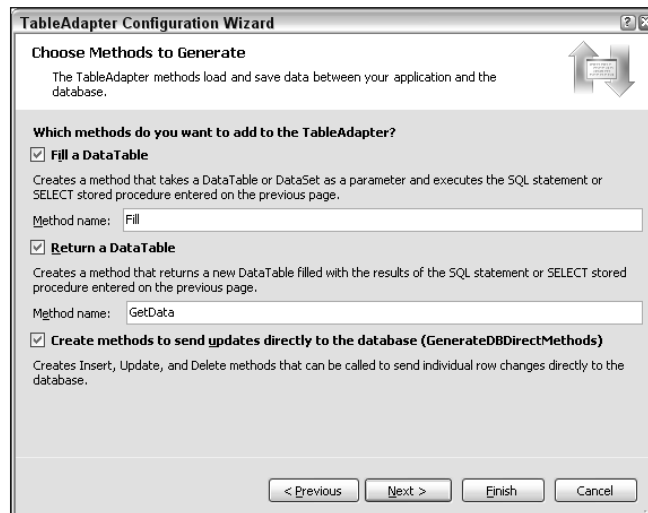 TableAdapter Configuration Wizard
Choose Methods to Generate
The TableAdapter methods load and save data between your application and the
database.
Which methods do you want to add to the TableAdapter?
Fill a DataTable
Creates a method that takes a DataTable or DataSet as a parameter and executes the SQL statement or
SELECT stored procedure entered on the previous page.
Method name: Fill
Return a DataTable
Creates a method that returns a new DataTable filled with the results of the SQL statement or SELECT stored
procedure entered on the previous page.
Method name: GetData
Create methods to send updates directly to the database (GenerateDBDirectMethods)
Creates Insert, Update, and Delete methods that can be called to send individual row changes directly to the
database.
< Previous Next > Finish Cancel